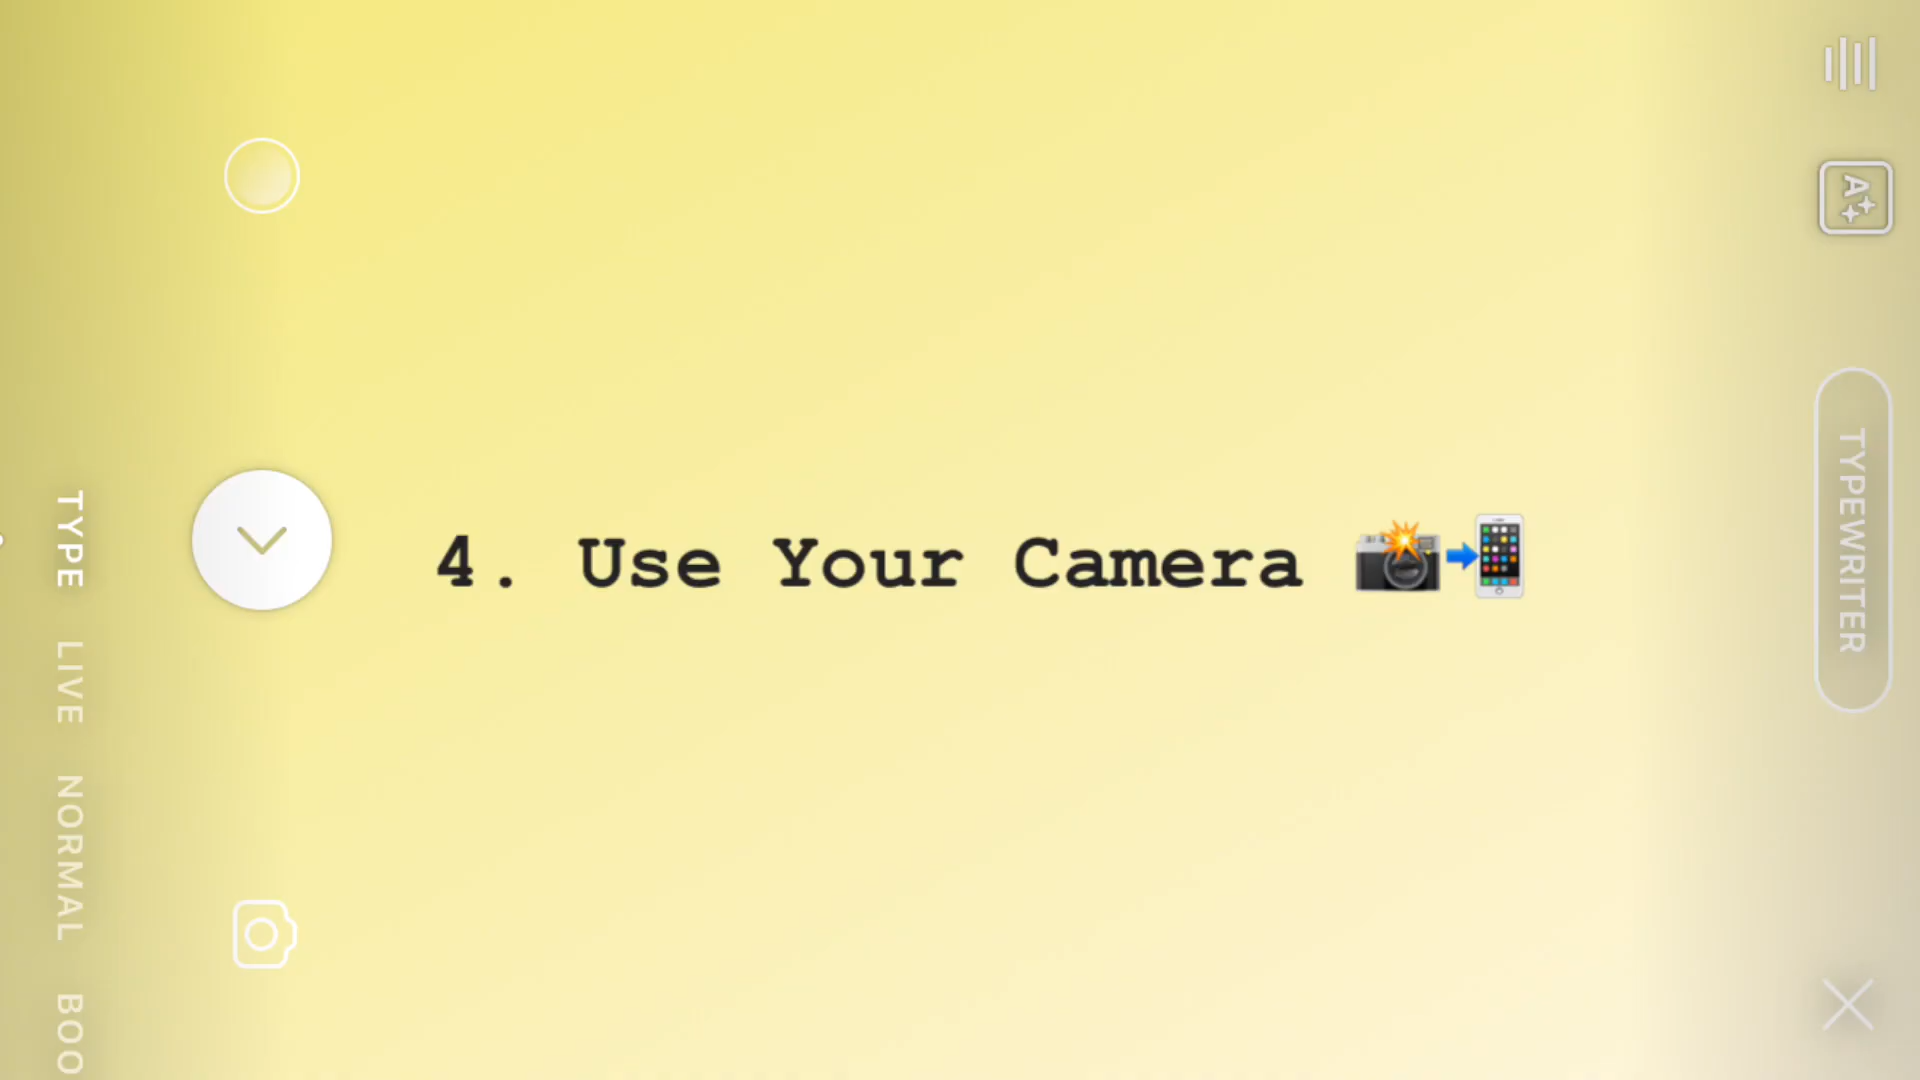 4. Use Your Camera 📸➡📱
TYPEWRITER
TYPE
LIVE
NORMAL
BOO